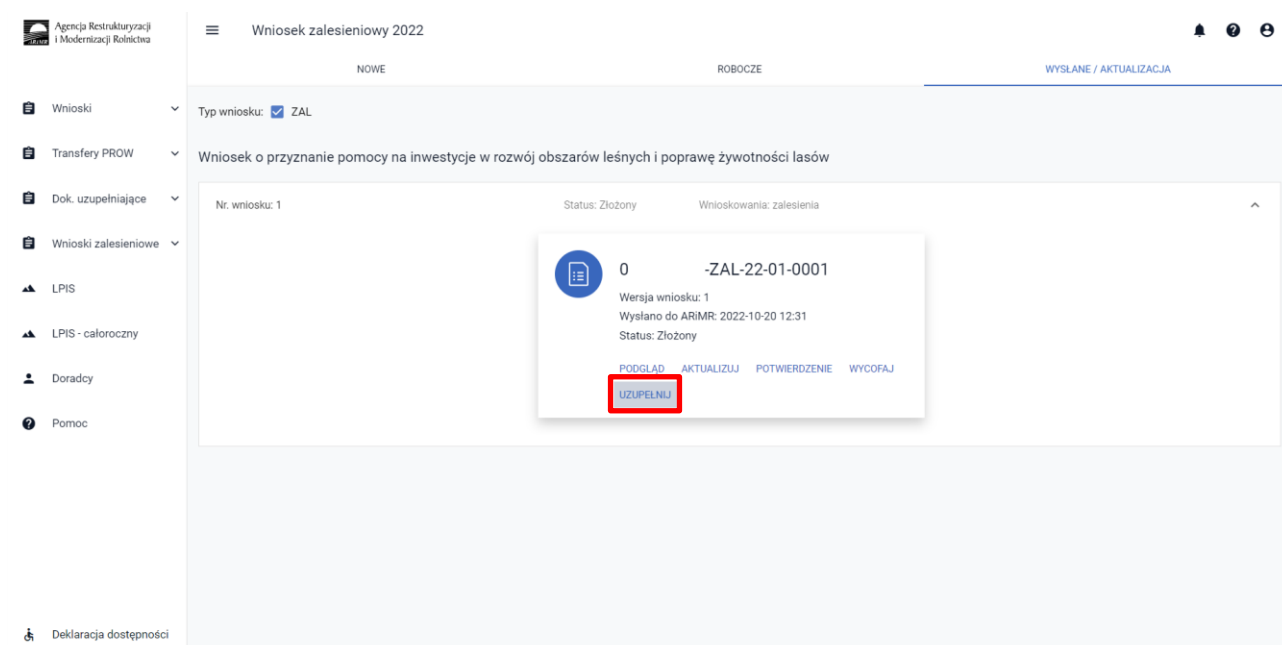 Agencja Restrukturyzacji
i Modernizacji Rolnictwa
Wniosek zalesieniowy 2022
NOWE
ROBOCZE
WYSŁANE / AKTUALIZACJA
Wnioski
Transfery PROW
Dok. uzupełniające
Wnioski zalesieniowe
LPIS
LPIS - całoroczny
Doradcy
Pomoc
Deklaracja dostępności
Typ wniosku: ZAL
Wniosek o przyznanie pomocy na inwestycje w rozwój obszarów leśnych i poprawę żywotności lasów
Nr. wniosku: 1 Status: Złożony Wnioskowania: zalesienia
0 -ZAL-22-01-0001
Wersja wniosku: 1
Wysłano do ARiMR: 2022-10-20 12:31
Status: Złożony
PODGLĄD AKTUALIZUJ POTWIERDZENIE WYCOFAJ
UZUPEŁNIJ